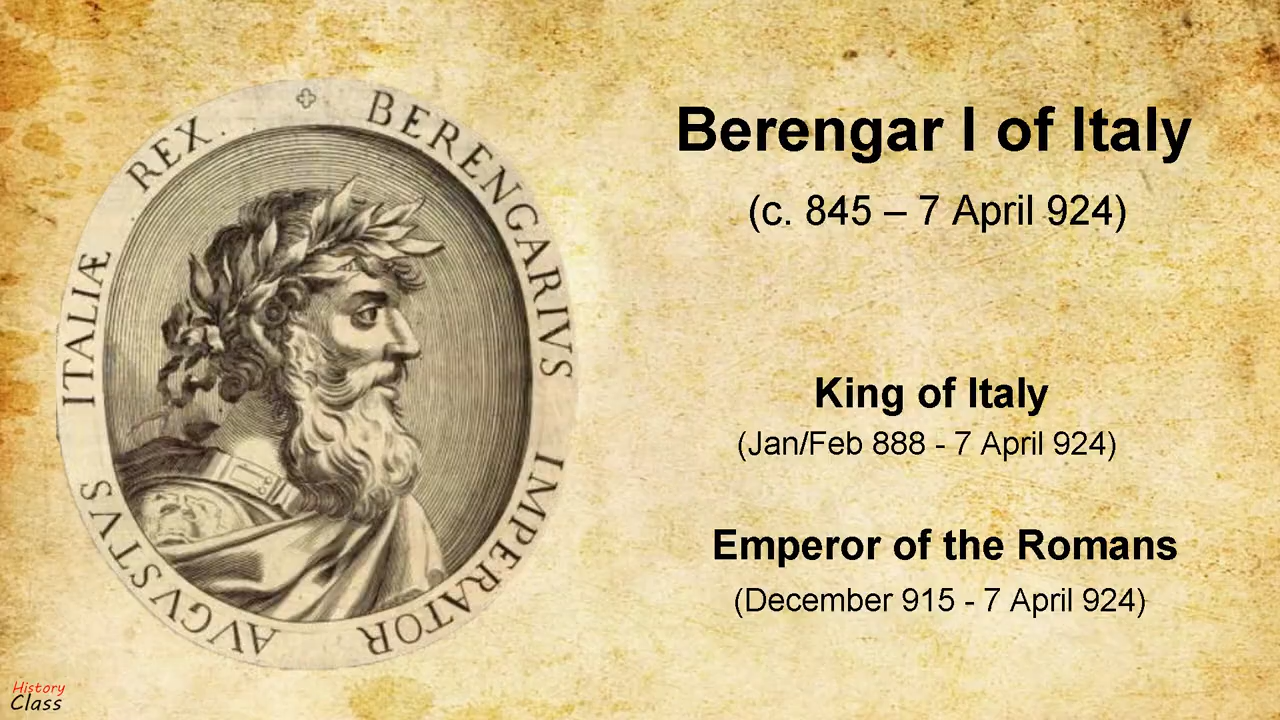 BERENGARIVS IMPERATOR AVGVSTVS ITALIÆ REX.
Berengar I of Italy
(c. 845 – 7 April 924)
King of Italy
(Jan/Feb 888 - 7 April 924)
Emperor of the Romans
(December 915 - 7 April 924)
History
Class